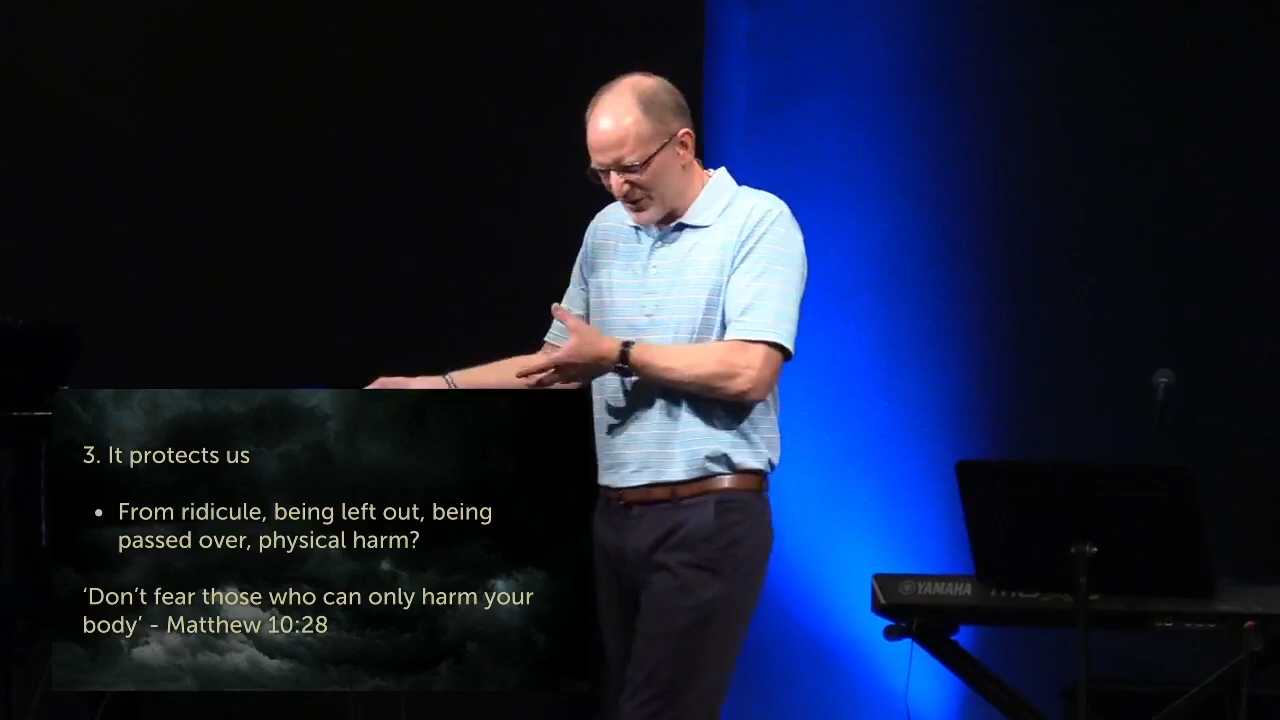 3. It protects us
• From ridicule, being left out, being
passed over, physical harm?
‘Don’t fear those who can only harm your
body’ - Matthew 10:28
YAMAHA